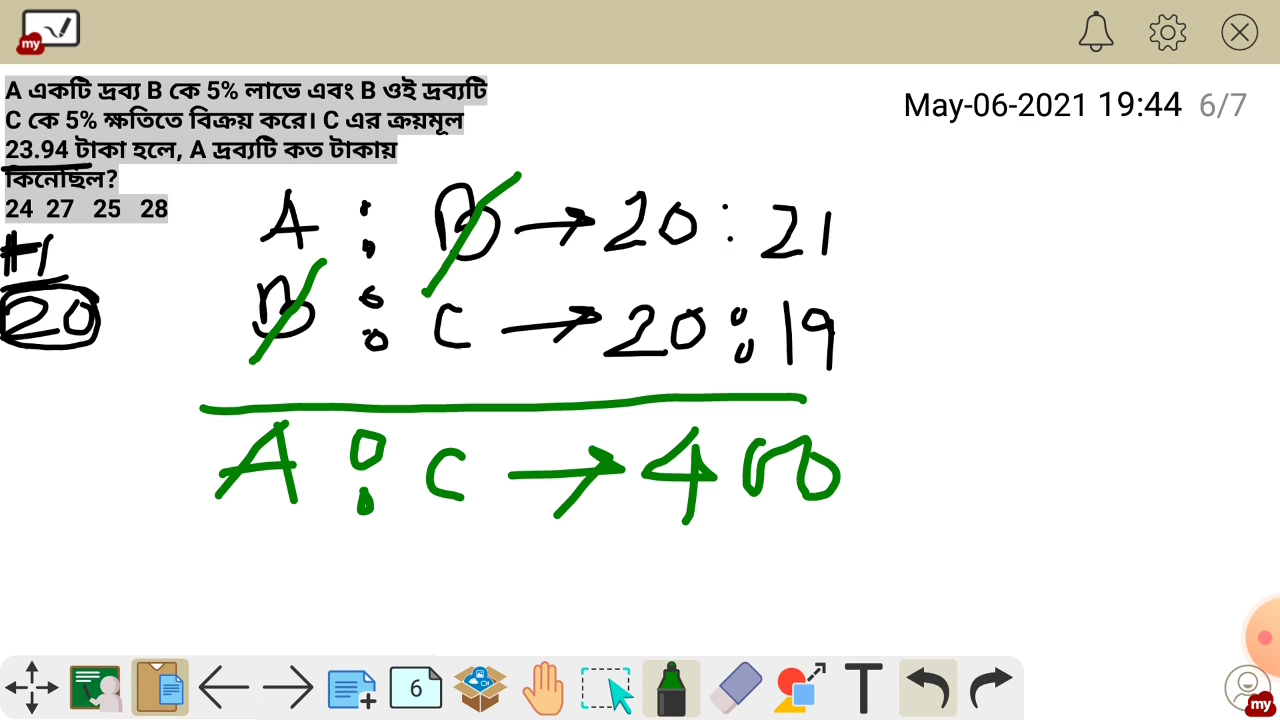 my
A একটি দ্রব্য B কে 5% লাভে এবং B ওই দ্রব্যটি
C কে 5% ক্ষতিতে বিক্রয় করে। C এর ক্রয়মূল
23.94 টাকা হলে, A দ্রব্যটি কত টাকায়
কিনেছিল?
24 27 25 28
May-06-2021 19:44 6/7
A : B → 20 : 21
+1
20
B : C → 20 : 19
A : C → 400
6
T
my